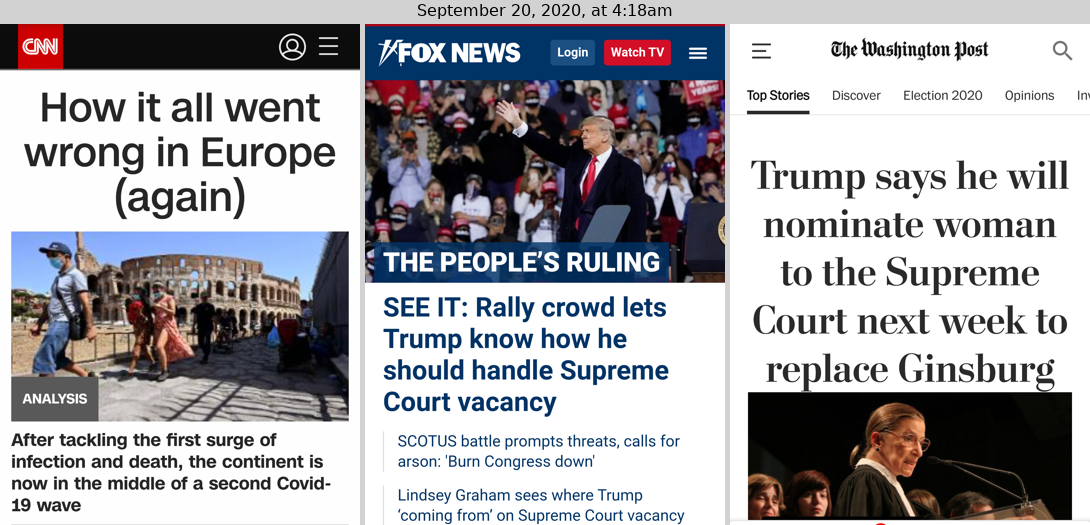 September 20, 2020, at 4:18am
CNN
How it all went
wrong in Europe
(again)
ANALYSIS
After tackling the first surge of
infection and death, the continent is
now in the middle of a second Covid-
19 wave
FOX NEWS
Login
Watch TV
YEARS!
THE PEOPLE'S RULING
SEE IT: Rally crowd lets
Trump know how he
should handle Supreme
Court vacancy
SCOTUS battle prompts threats, calls for
arson: 'Burn Congress down'
Lindsey Graham sees where Trump
‘coming from’ on Supreme Court vacancy
The Washington Post
Top Stories Discover Election 2020 Opinions Inv
Trump says he will
nominate woman
to the Supreme
Court next week to
replace Ginsburg